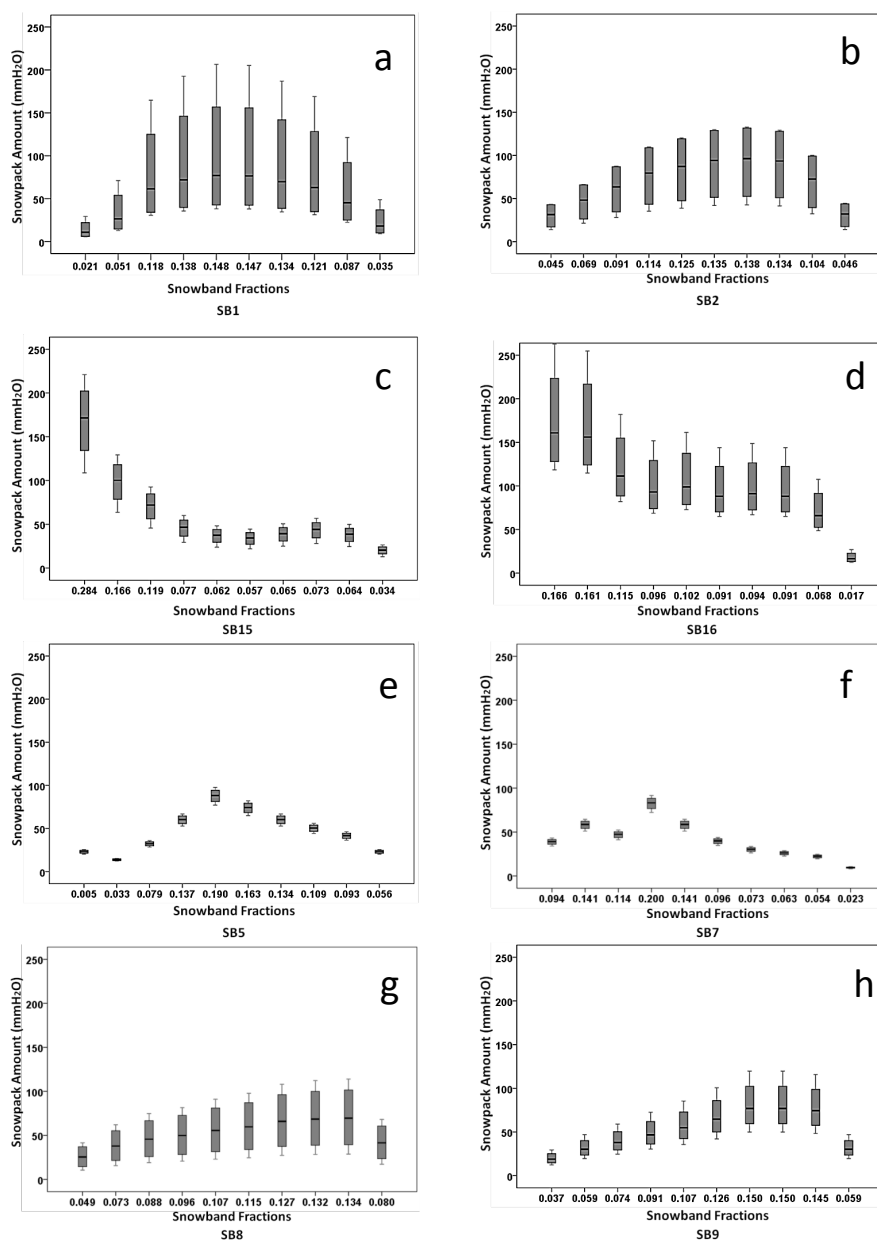 a
Snowpack Amount (mmH2O)
250
200
150
100
50
0
0.021 0.051 0.118 0.138 0.148 0.147 0.134 0.121 0.087 0.035
Snowband Fractions
SB1
b
Snowpack Amount (mmH2O)
250
200
150
100
50
0
0.045 0.069 0.091 0.114 0.125 0.135 0.138 0.134 0.104 0.046
Snowband Fractions
SB2
c
Snowpack Amount (mmH2O)
250
200
150
100
50
0
0.284 0.166 0.119 0.077 0.062 0.057 0.065 0.073 0.064 0.034
Snowband Fractions
SB15
d
Snowpack Amount (mmH2O)
250
200
150
100
50
0
0.166 0.161 0.115 0.096 0.102 0.091 0.094 0.091 0.068 0.017
Snowband Fractions
SB16
e
Snowpack Amount (mmH2O)
250
200
150
100
50
0
0.005 0.033 0.079 0.137 0.190 0.163 0.134 0.109 0.093 0.056
Snowband Fractions
SB5
f
Snowpack Amount (mmH2O)
250
200
150
100
50
0
0.094 0.141 0.114 0.200 0.141 0.096 0.073 0.063 0.054 0.023
Snowband Fractions
SB7
g
Snowpack Amount (mmH2O)
250
200
150
100
50
0
0.049 0.073 0.088 0.096 0.107 0.115 0.127 0.132 0.134 0.080
Snowband Fractions
SB8
h
Snowpack Amount (mmH2O)
250
200
150
100
50
0
0.037 0.059 0.074 0.091 0.107 0.126 0.150 0.150 0.145 0.059
Snowband Fractions
SB9